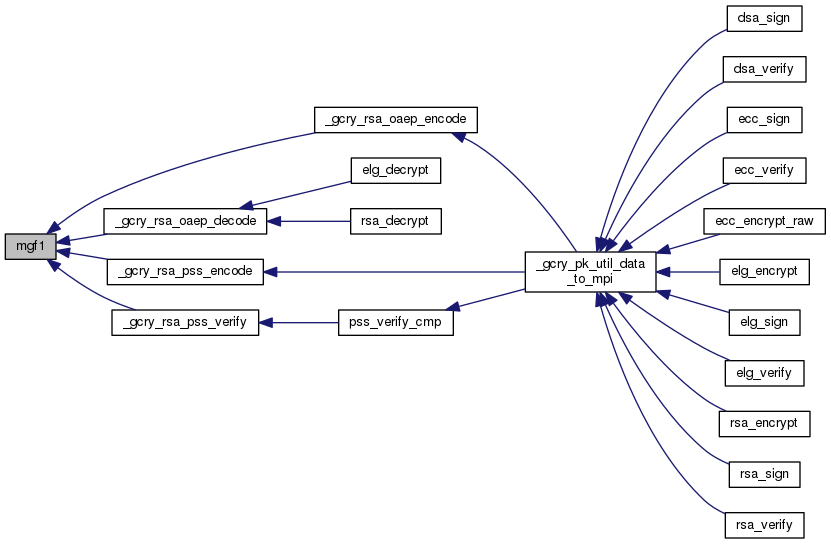 dsa_sign
dsa_verify
_gcry_rsa_oaep_encode
ecc_sign
elg_decrypt
ecc_verify
_gcry_rsa_oaep_decode
rsa_decrypt
ecc_encrypt_raw
mgf1
_gcry_rsa_pss_encode
_gcry_pk_util_data
_to_mpi
elg_encrypt
_gcry_rsa_pss_verify
pss_verify_cmp
elg_sign
elg_verify
rsa_encrypt
rsa_sign
rsa_verify